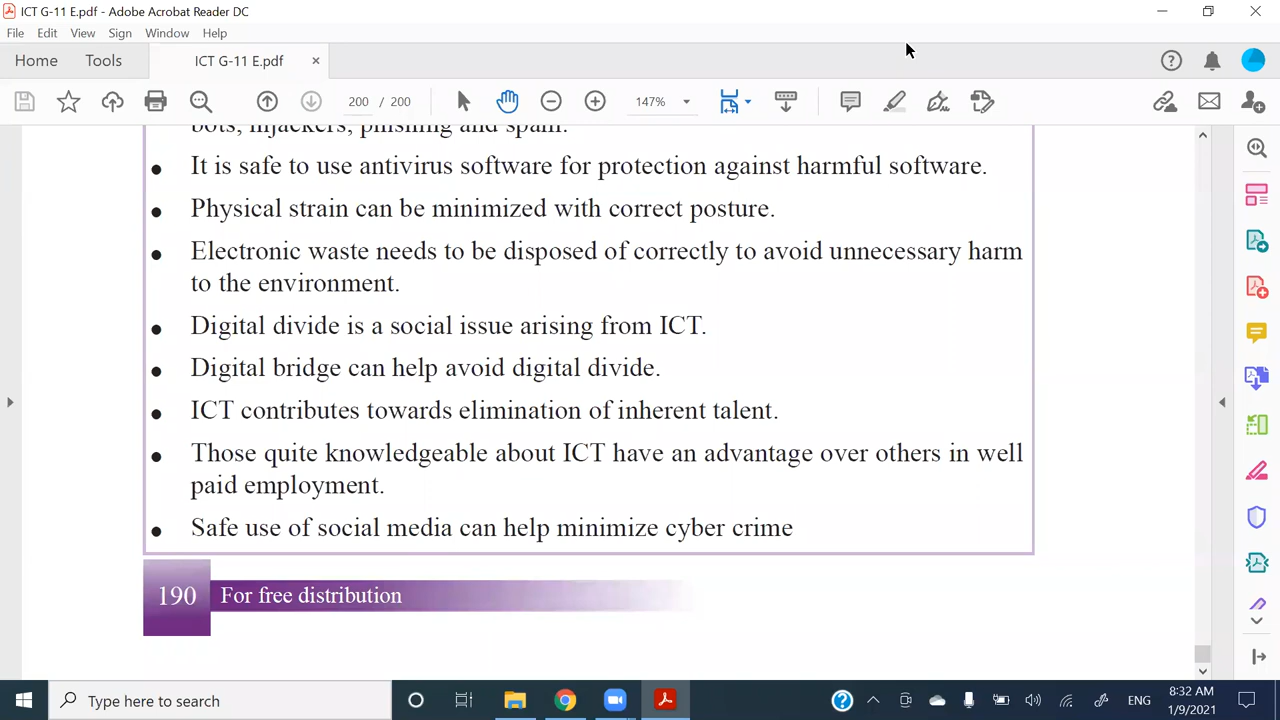 ICT G-11 E.pdf - Adobe Acrobat Reader DC
File Edit View Sign Window Help
Home Tools ICT G-11 E.pdf ×
200 / 200 147%
bots, hijackers, phishing and spam.
• It is safe to use antivirus software for protection against harmful software.
• Physical strain can be minimized with correct posture.
• Electronic waste needs to be disposed of correctly to avoid unnecessary harm
to the environment.
• Digital divide is a social issue arising from ICT.
• Digital bridge can help avoid digital divide.
• ICT contributes towards elimination of inherent talent.
• Those quite knowledgeable about ICT have an advantage over others in well
paid employment.
• Safe use of social media can help minimize cyber crime
190 For free distribution
Type here to search
ENG
8:32 AM
1/9/2021